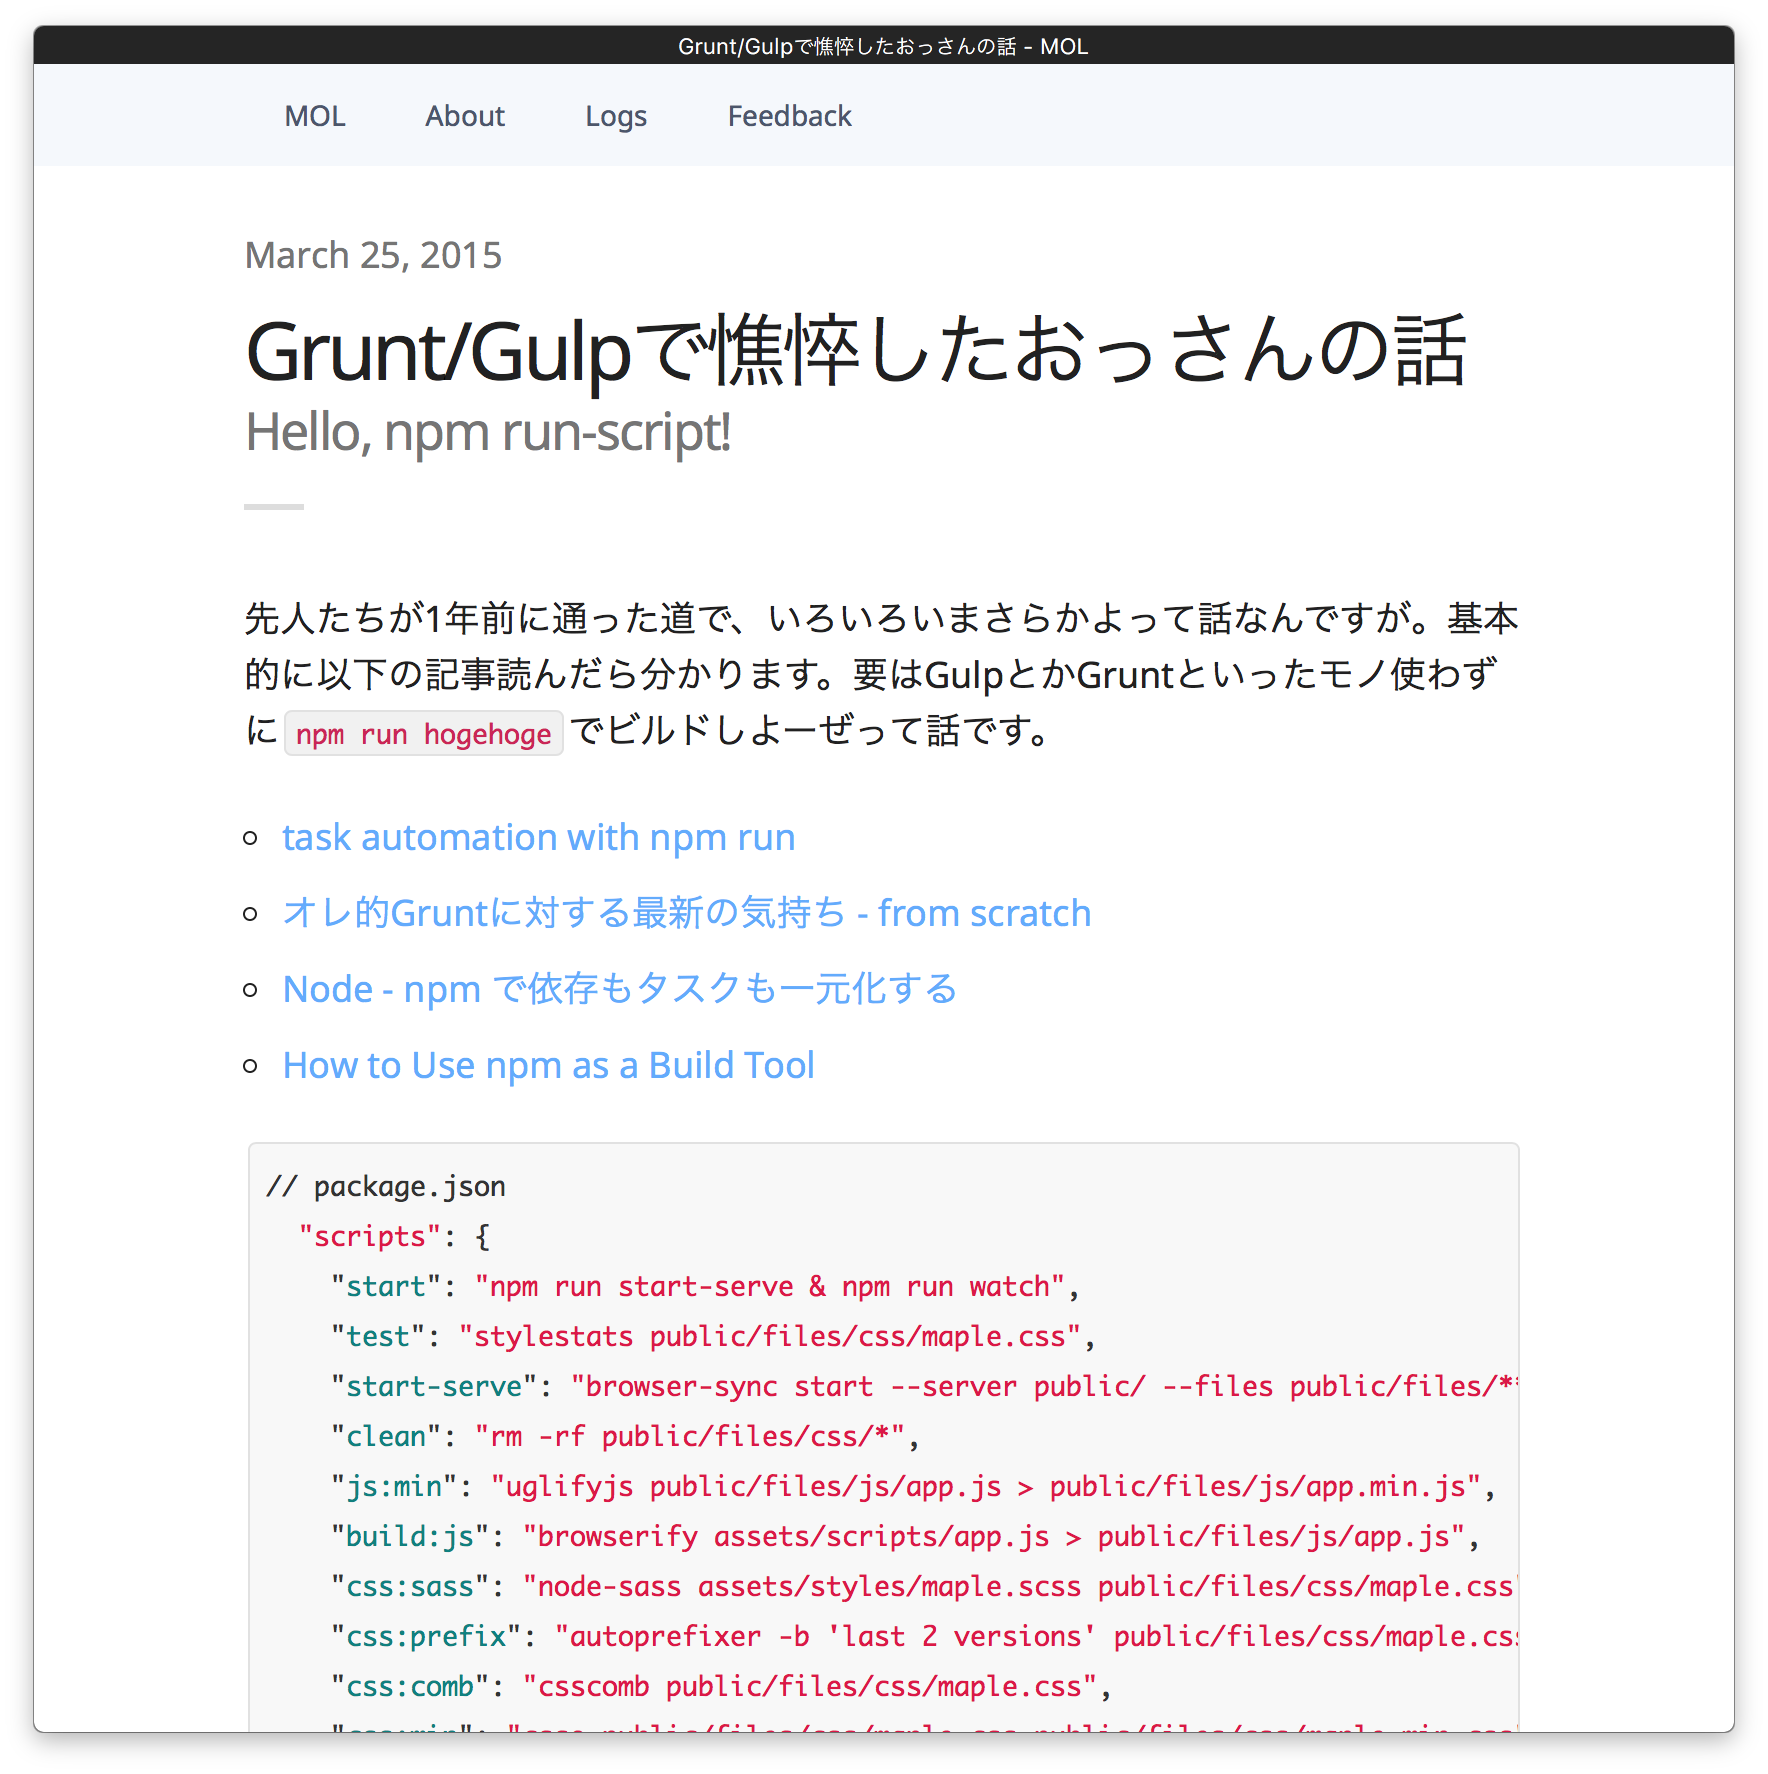 Grunt/Gulpで憔悴したおっさんの話 - MOL
MOL About Logs Feedback
March 25, 2015
Grunt/Gulpで憔悴したおっさんの話
Hello, npm run-script!
先人たちが1年前に通った道で、いろいろいまさらかよって話なんですが。基本
的に以下の記事読んだら分かります。要はGulpとかGruntといったモノ使わず
に npm run hogehoge でビルドしよーぜって話です。
task automation with npm run
オレ的Gruntに対する最新の気持ち - from scratch
Node - npm で依存もタスクも一元化する
How to Use npm as a Build Tool
// package.json
"scripts": {
"start": "npm run start-serve & npm run watch",
"test": "stylestats public/files/css/maple.css",
"start-serve": "browser-sync start --server public/ --files public/files/*
"clean": "rm -rf public/files/css/*",
"js:min": "uglifyjs public/files/js/app.js > public/files/js/app.min.js",
"build:js": "browserify assets/scripts/app.js > public/files/js/app.js",
"css:sass": "node-sass assets/styles/maple.scss public/files/css/maple.css
"css:prefix": "autoprefixer -b 'last 2 versions' public/files/css/maple.css
"css:comb": "csscomb public/files/css/maple.css",